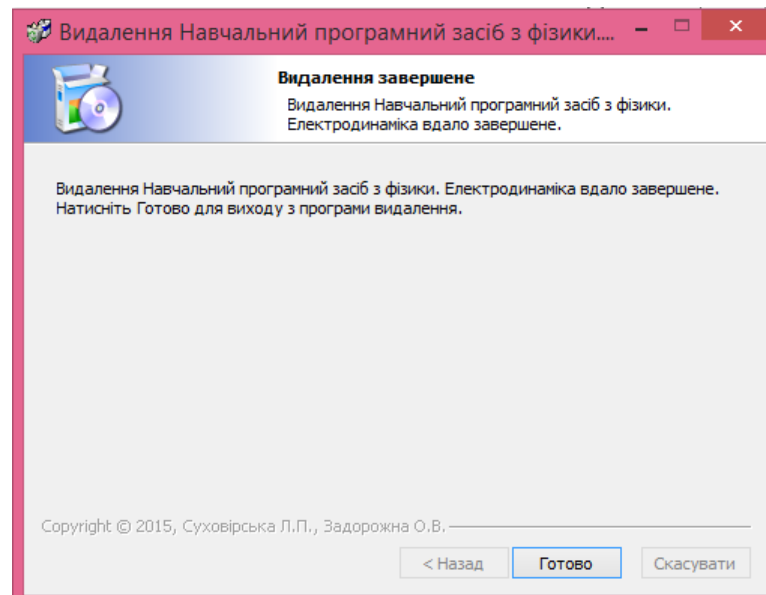 Видалення Навчальний програмний засіб з фізики....
Видалення завершене
Видалення Навчальний програмний засіб з фізики.
Електродинаміка вдало завершене.
Видалення Навчальний програмний засіб з фізики. Електродинаміка вдало завершене.
Натисніть Готово для виходу з програми видалення.
Copyright © 2015, Суховірська Л.П., Задорожна О.В.
< Назад Готово Скасувати